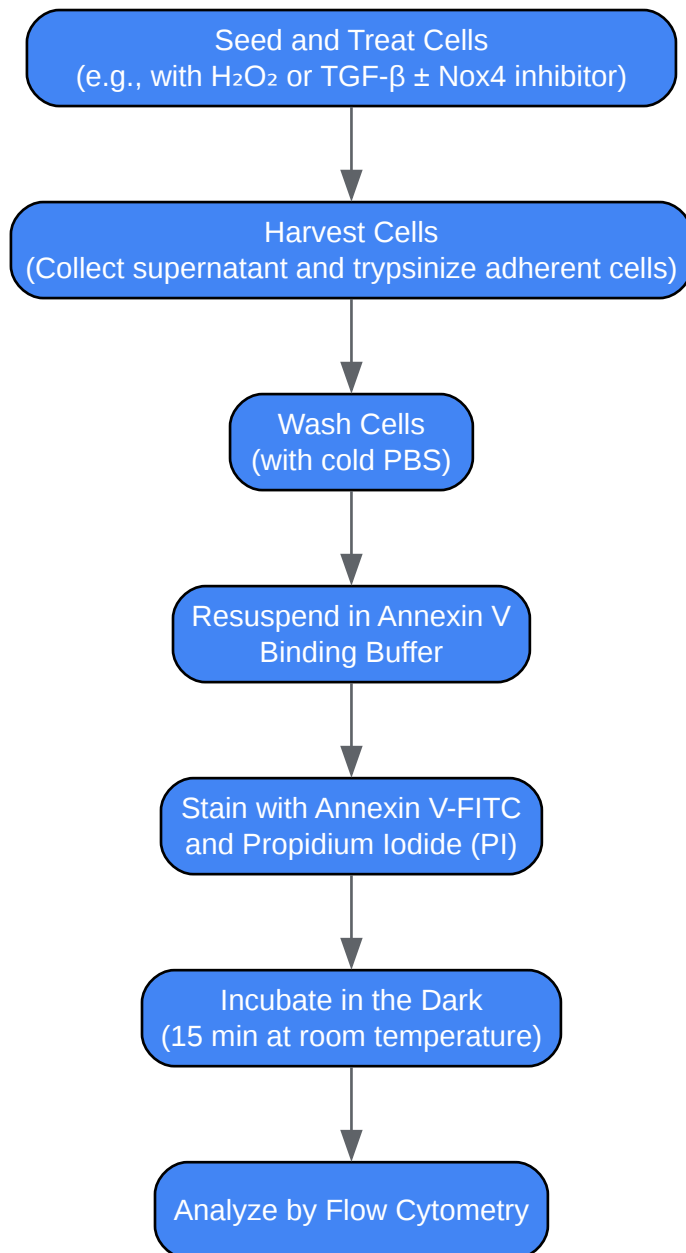 Seed and Treat Cells
(e.g., with H₂O₂ or TGF-β ± Nox4 inhibitor)
Harvest Cells
(Collect supernatant and trypsinize adherent cells)
Wash Cells
(with cold PBS)
Resuspend in Annexin V
Binding Buffer
Stain with Annexin V-FITC
and Propidium Iodide (PI)
Incubate in the Dark
(15 min at room temperature)
Analyze by Flow Cytometry